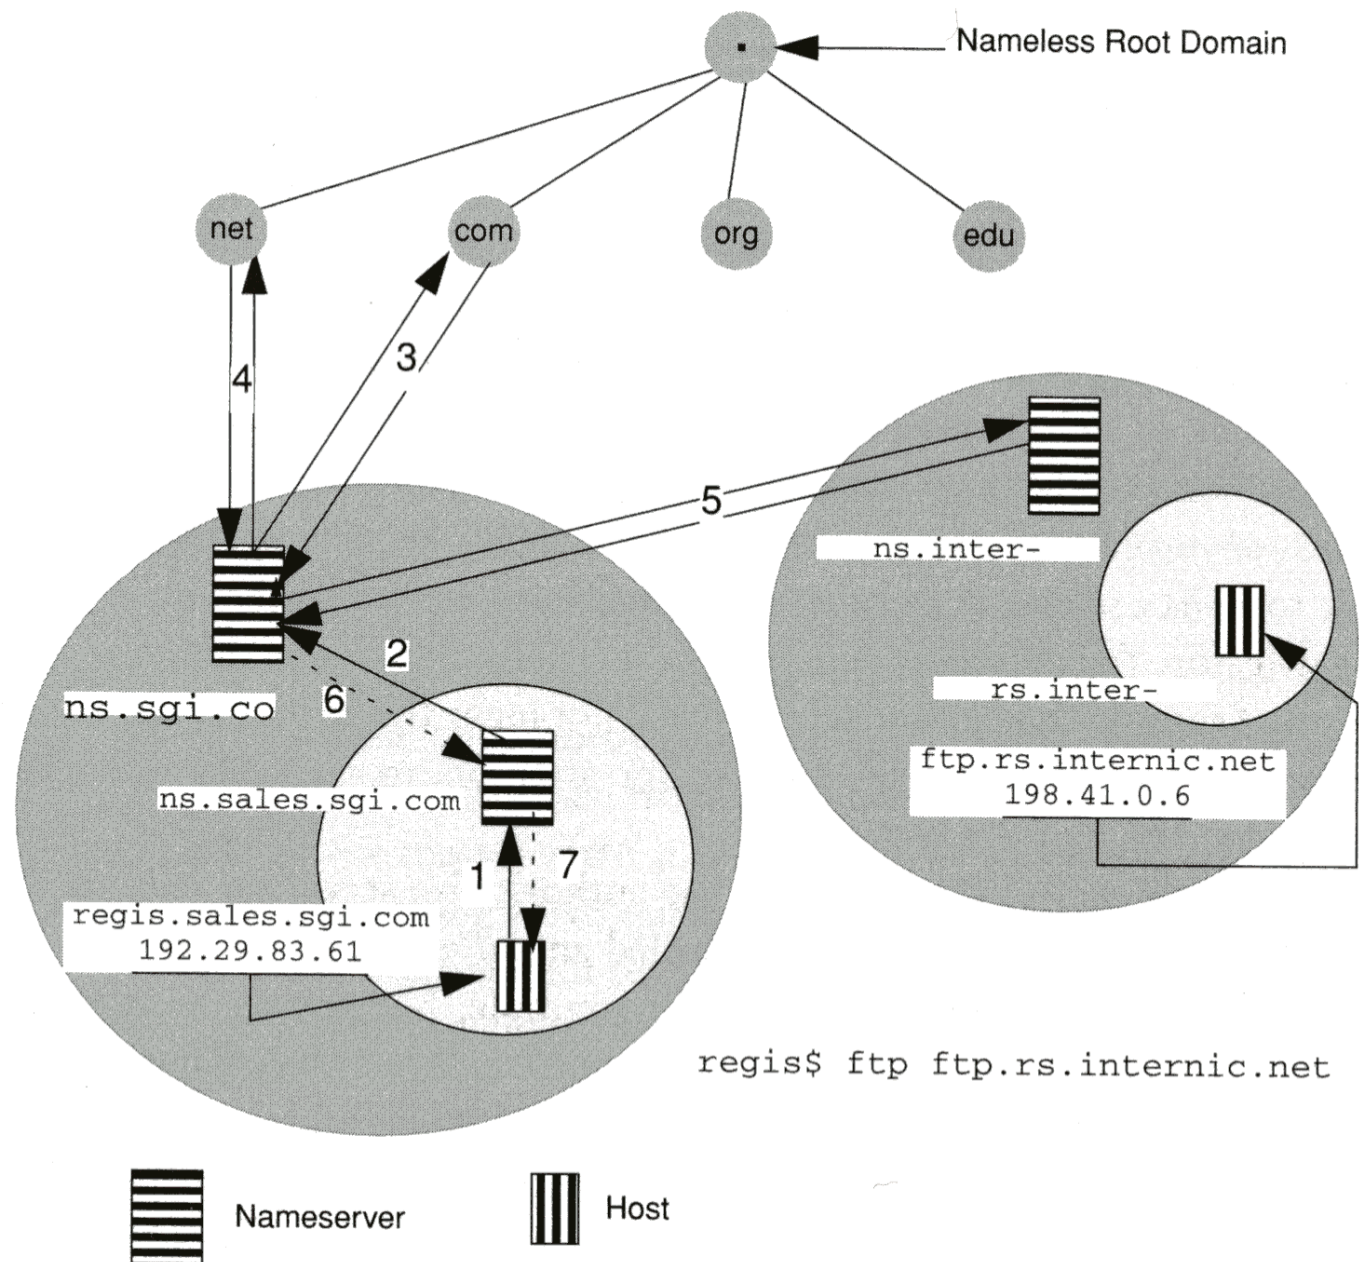 Nameless Root Domain
.
net
com
org
edu
3
4
5
ns.inter-
2
rs.inter-
6
ns.sgi.co
ftp.rs.internic.net
198.41.0.6
ns.sales.sgi.com
1
7
regis.sales.sgi.com
192.29.83.61
regis$ ftp ftp.rs.internic.net
Nameserver
Host